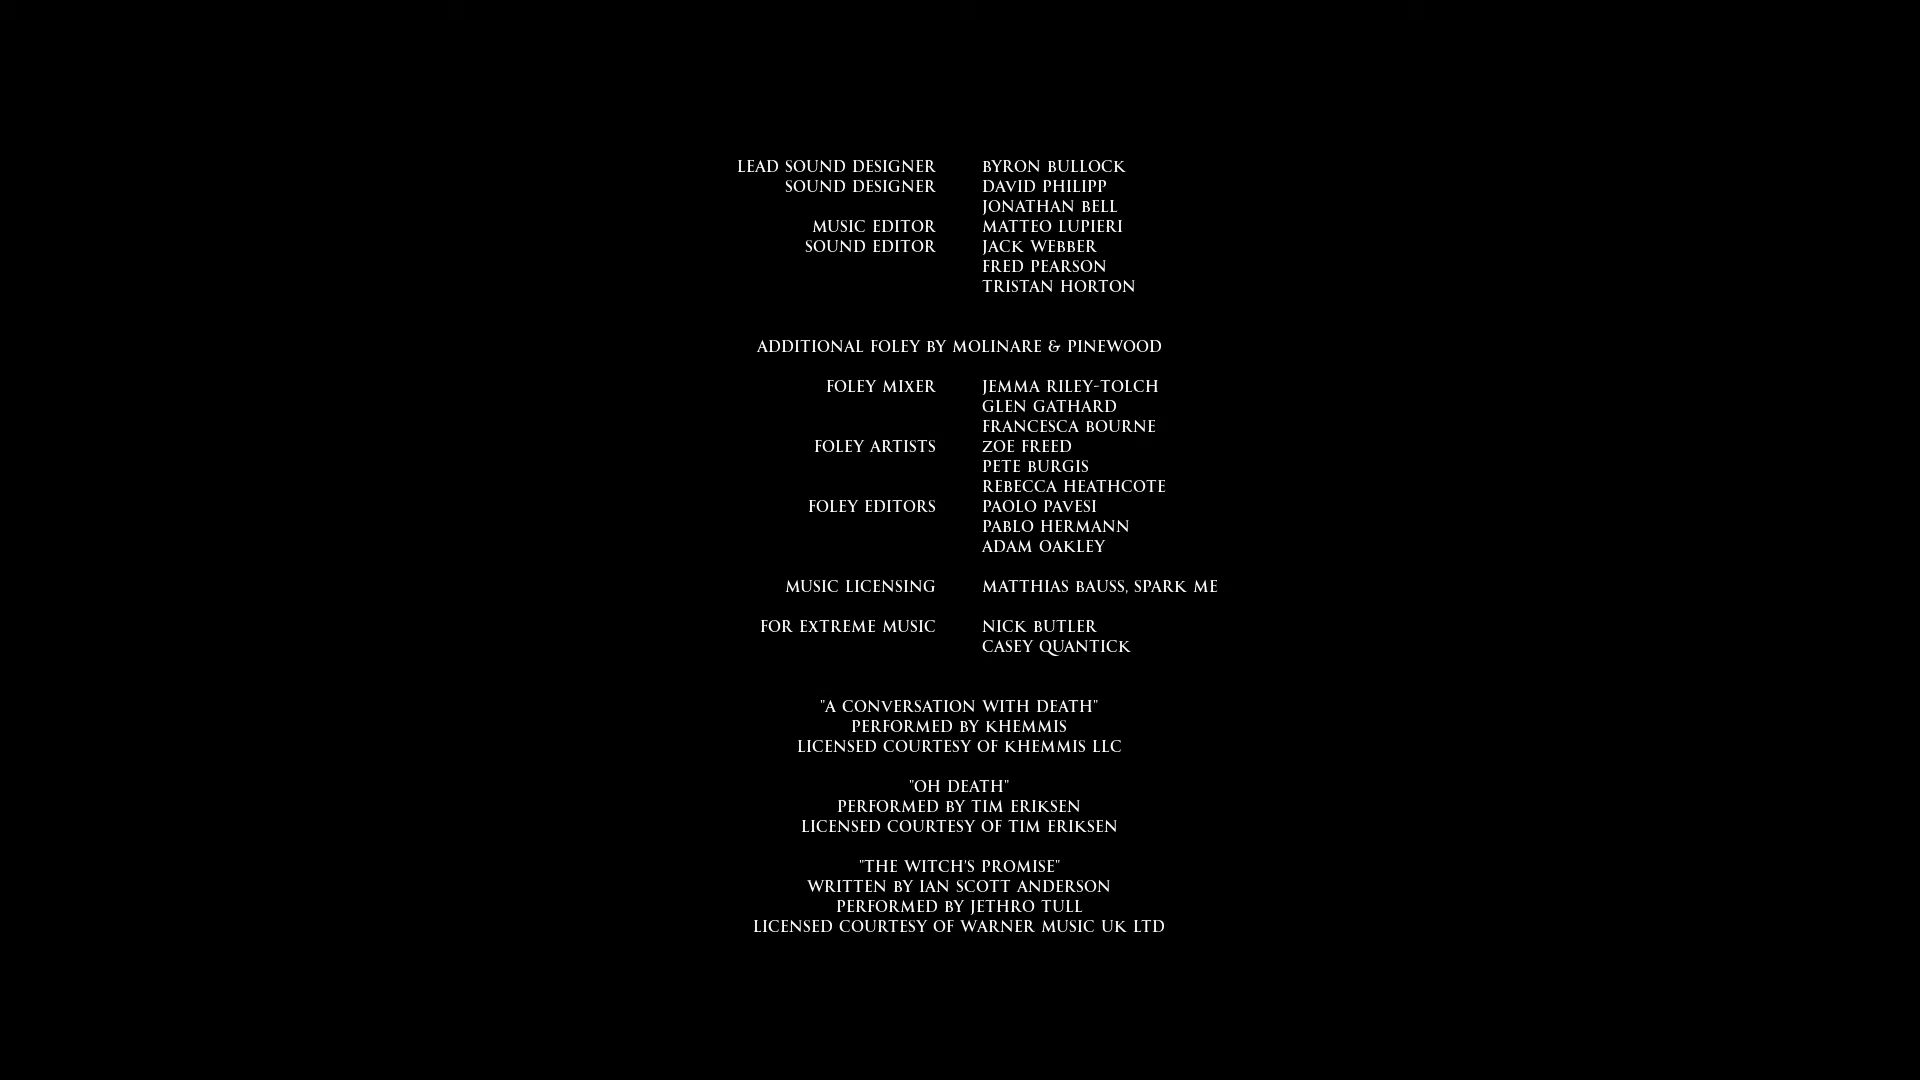 LEAD SOUND DESIGNER BYRON BULLOCK
SOUND DESIGNER DAVID PHILIPP
JONATHAN BELL
MUSIC EDITOR MATTEO LUPIERI
SOUND EDITOR JACK WEBBER
FRED PEARSON
TRISTAN HORTON
ADDITIONAL FOLEY BY MOLINARE & PINEWOOD
FOLEY MIXER JEMMA RILEY-TOLCH
GLEN GATHARD
FRANCESCA BOURNE
FOLEY ARTISTS ZOE FREED
PETE BURGIS
REBECCA HEATHCOTE
FOLEY EDITORS PAOLO PAVESI
PABLO HERMANN
ADAM OAKLEY
MUSIC LICENSING MATTHIAS BAUSS, SPARK ME
FOR EXTREME MUSIC NICK BUTLER
CASEY QUANTICK
"A CONVERSATION WITH DEATH"
PERFORMED BY KHEMMIS
LICENSED COURTESY OF KHEMMIS LLC
"OH DEATH"
PERFORMED BY TIM ERIKSEN
LICENSED COURTESY OF TIM ERIKSEN
"THE WITCH'S PROMISE"
WRITTEN BY IAN SCOTT ANDERSON
PERFORMED BY JETHRO TULL
LICENSED COURTESY OF WARNER MUSIC UK LTD